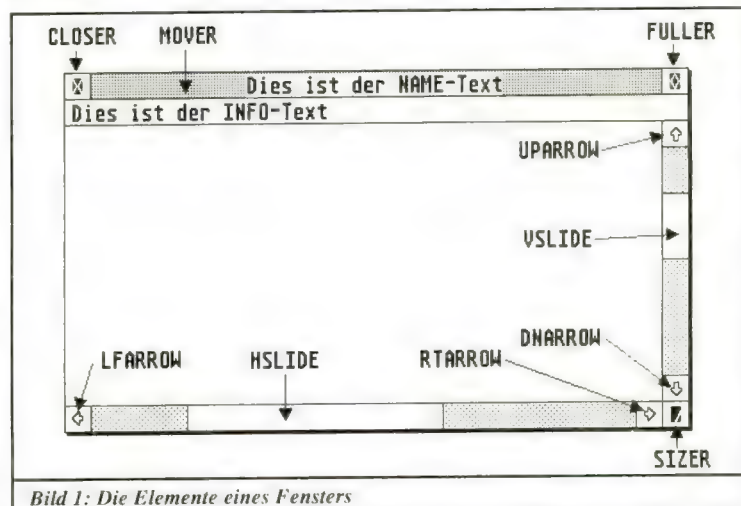 CLOSER MOVER FULLER
Dies ist der NAME-Text
Dies ist der INFO-Text
UPARROW
VSLIDE
DNARROW
LFARROW HSLIDE RTARROW
SIZER
Bild 1: Die Elemente eines Fensters